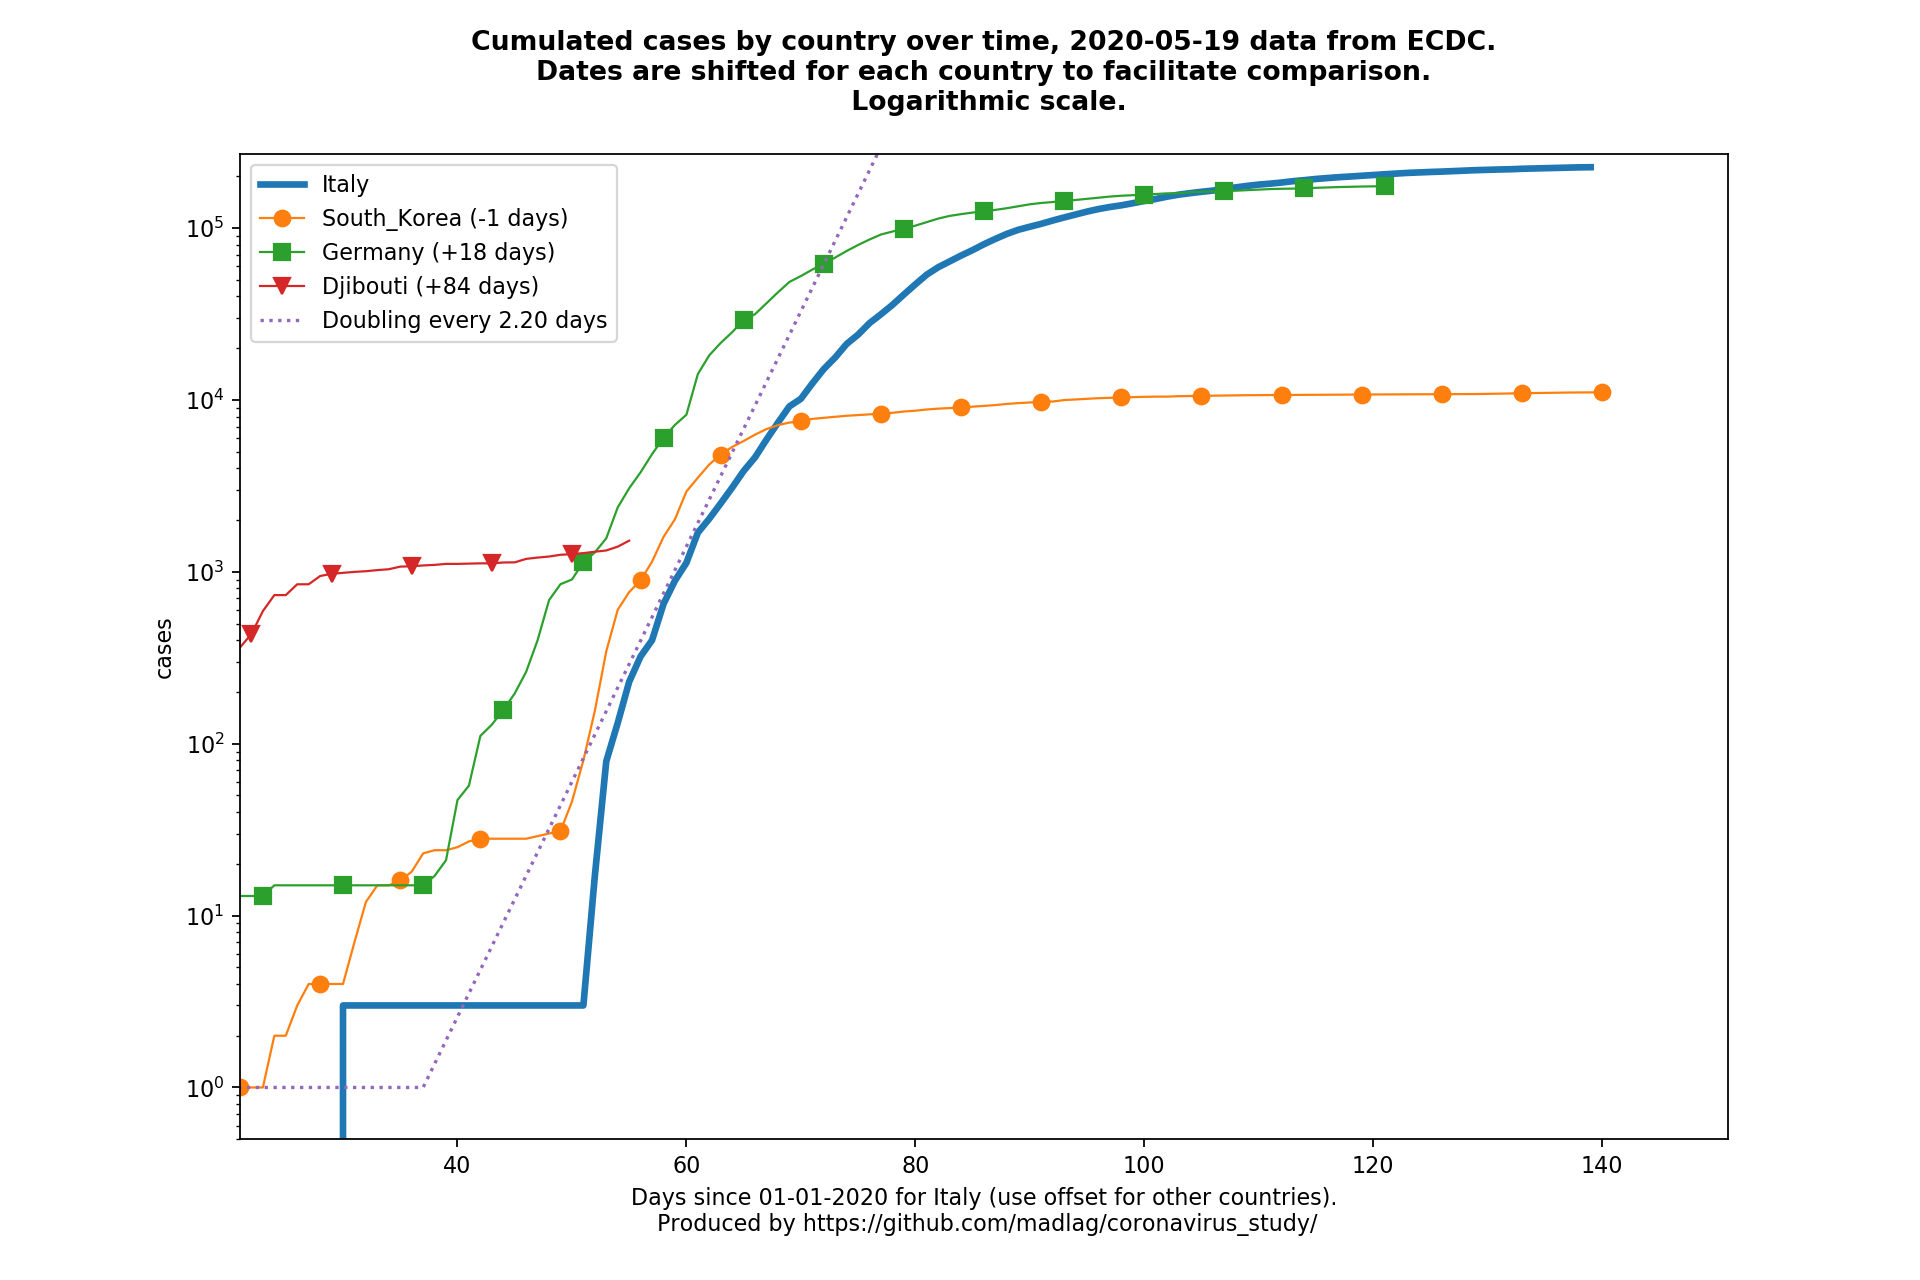 Cumulated cases by country over time, 2020-05-19 data from ECDC.
Dates are shifted for each country to facilitate comparison.
Logarithmic scale.
Italy
South_Korea (-1 days)
Germany (+18 days)
Djibouti (+84 days)
Doubling every 2.20 days
cases
10^5
10^4
10^3
10^2
10^1
10^0
40 60 80 100 120 140
Days since 01-01-2020 for Italy (use offset for other countries).
Produced by https://github.com/madlag/coronavirus_study/